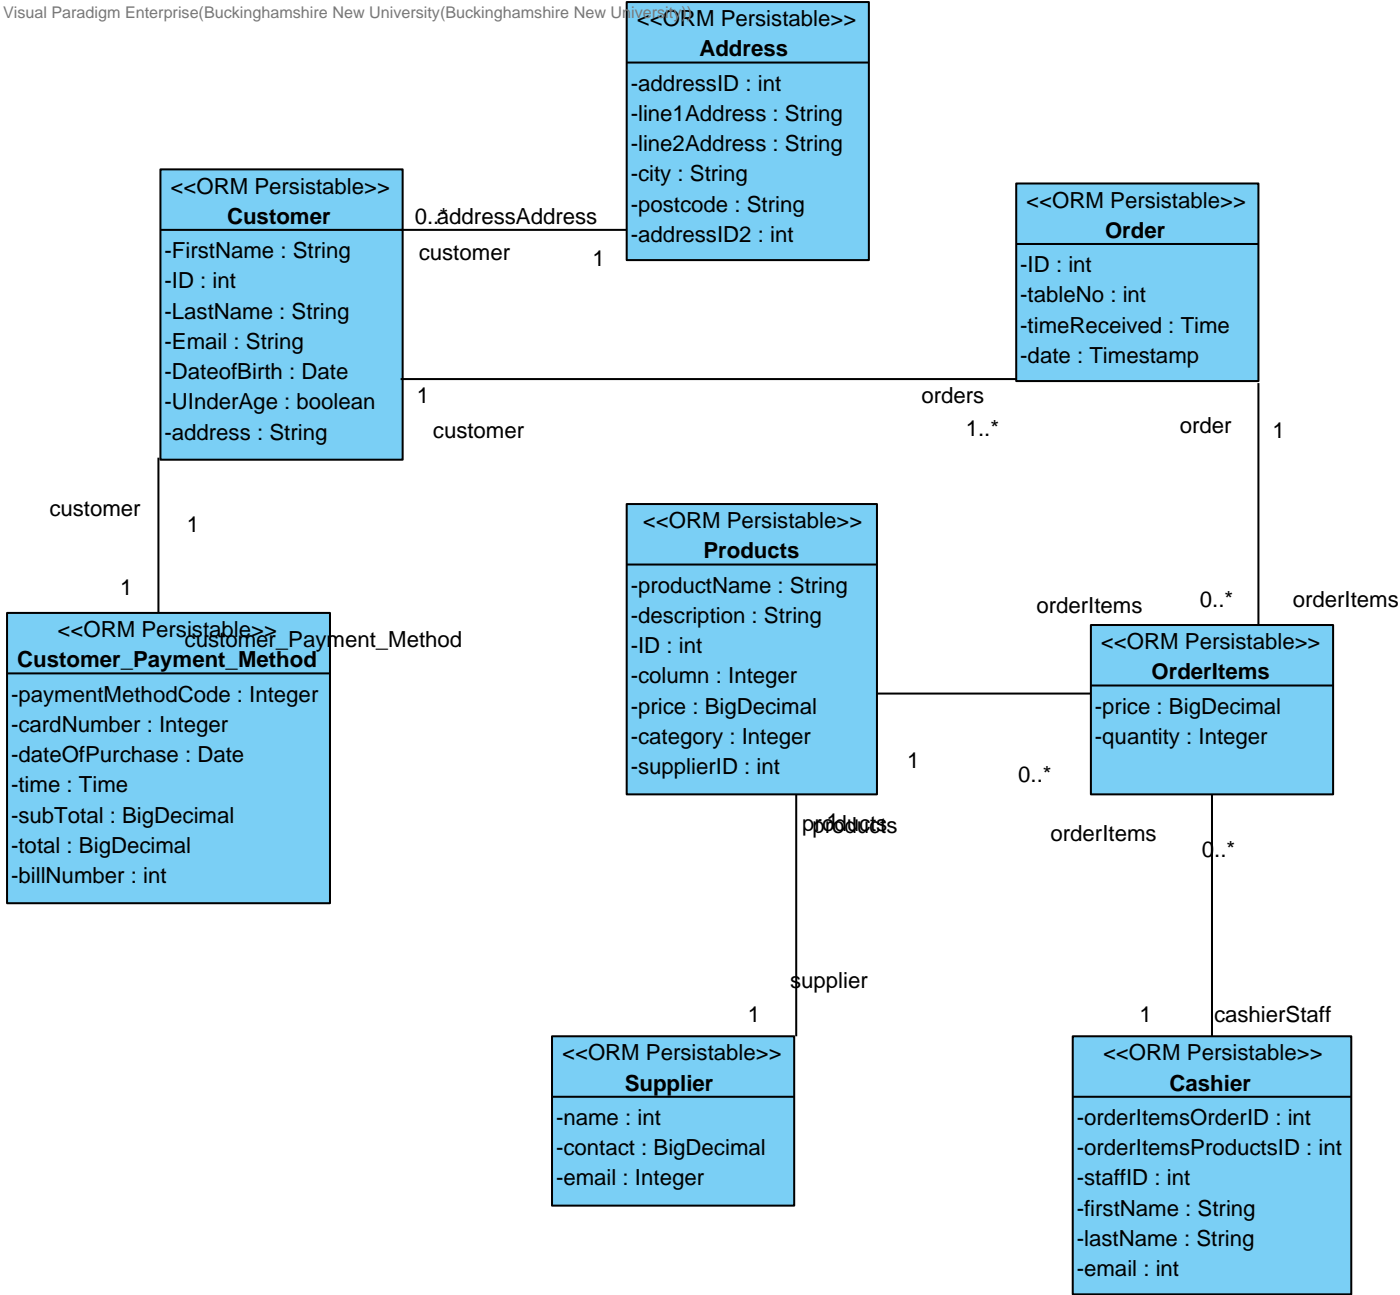 Visual Paradigm Enterprise(Buckinghamshire New University(Buckinghamshire New University))
<<ORM Persistable>>
Address
-addressID : int
-line1Address : String
-line2Address : String
-city : String
-postcode : String
-addressID2 : int
<<ORM Persistable>>
Customer
-FirstName : String
-ID : int
-LastName : String
-Email : String
-DateofBirth : Date
-UInderAge : boolean
-address : String
0..*
addressAddress
customer
1
<<ORM Persistable>>
Order
-ID : int
-tableNo : int
-timeReceived : Time
-date : Timestamp
1
customer
orders
1..*
order
1
customer
1
1
customer_Payment_Method
<<ORM Persistable>>
Customer_Payment_Method
-paymentMethodCode : Integer
-cardNumber : Integer
-dateOfPurchase : Date
-time : Time
-subTotal : BigDecimal
-total : BigDecimal
-billNumber : int
<<ORM Persistable>>
Products
-productName : String
-description : String
-ID : int
-column : Integer
-price : BigDecimal
-category : Integer
-supplierID : int
orderItems
0..*
orderItems
<<ORM Persistable>>
OrderItems
-price : BigDecimal
-quantity : Integer
1
0..*
products
products
1
orderItems
0..*
supplier
1
1
cashierStaff
<<ORM Persistable>>
Supplier
-name : int
-contact : BigDecimal
-email : Integer
<<ORM Persistable>>
Cashier
-orderItemsOrderID : int
-orderItemsProductsID : int
-staffID : int
-firstName : String
-lastName : String
-email : int